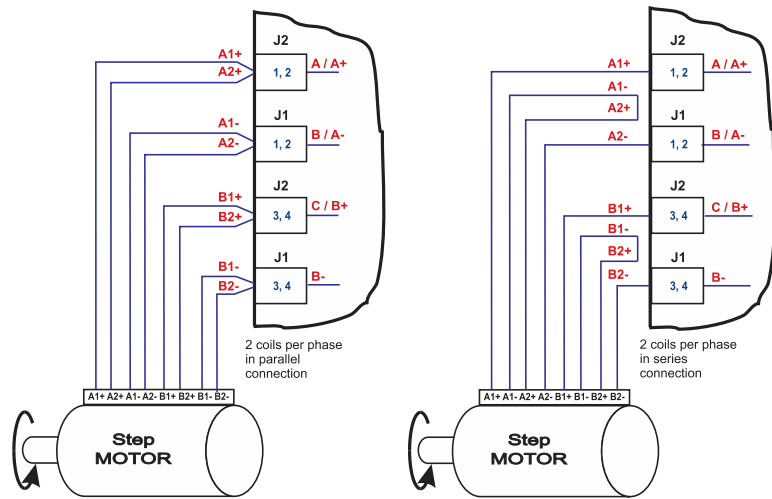 J2
A1+
A2+
1, 2
A / A+
J1
A1-
A2-
1, 2
B / A-
J2
B1+
B2+
3, 4
C / B+
J1
B1-
B2-
3, 4
B-
2 coils per phase
in parallel
connection
A1+ A2+ A1- A2- B1+ B2+ B1- B2-
Step
MOTOR
J2
A1+
1, 2
A / A+
A1-
A2+
J1
A2-
1, 2
B / A-
J2
B1+
3, 4
C / B+
B1-
B2+
J1
B2-
3, 4
B-
2 coils per phase
in series
connection
A1+ A1- A2+ A2- B1+ B1- B2+ B2-
Step
MOTOR